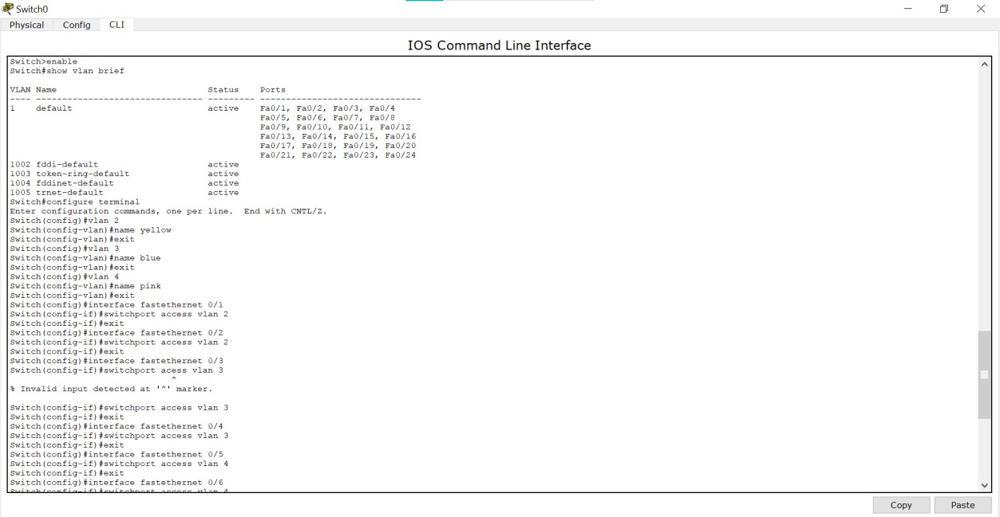 Switch0
Physical Config CLI
IOS Command Line Interface
Switch>enable
Switch#show vlan brief
VLAN Name Status Ports
---- -------------------------------- --------- -------------------------------
1 default active Fa0/1, Fa0/2, Fa0/3, Fa0/4
Fa0/5, Fa0/6, Fa0/7, Fa0/8
Fa0/9, Fa0/10, Fa0/11, Fa0/12
Fa0/13, Fa0/14, Fa0/15, Fa0/16
Fa0/17, Fa0/18, Fa0/19, Fa0/20
Fa0/21, Fa0/22, Fa0/23, Fa0/24
1002 fddi-default active
1003 token-ring-default active
1004 fddinet-default active
1005 trnet-default active
Switch#configure terminal
Enter configuration commands, one per line. End with CNTL/Z.
Switch(config)#vlan 2
Switch(config-vlan)#name yellow
Switch(config-vlan)#exit
Switch(config)#vlan 3
Switch(config-vlan)#name blue
Switch(config-vlan)#exit
Switch(config)#vlan 4
Switch(config-vlan)#name pink
Switch(config-vlan)#exit
Switch(config)#interface fastethernet 0/1
Switch(config-if)#switchport access vlan 2
Switch(config-if)#exit
Switch(config)#interface fastethernet 0/2
Switch(config-if)#switchport access vlan 2
Switch(config-if)#exit
Switch(config)#interface fastethernet 0/3
Switch(config-if)#switchport acess vlan 3
^
% Invalid input detected at '^' marker.
Switch(config-if)#switchport access vlan 3
Switch(config-if)#exit
Switch(config)#interface fastethernet 0/4
Switch(config-if)#switchport access vlan 3
Switch(config-if)#exit
Switch(config)#interface fastethernet 0/5
Switch(config-if)#switchport access vlan 4
Switch(config-if)#exit
Switch(config)#interface fastethernet 0/6
Switch(config-if)#switchport access vlan 4
Copy Paste